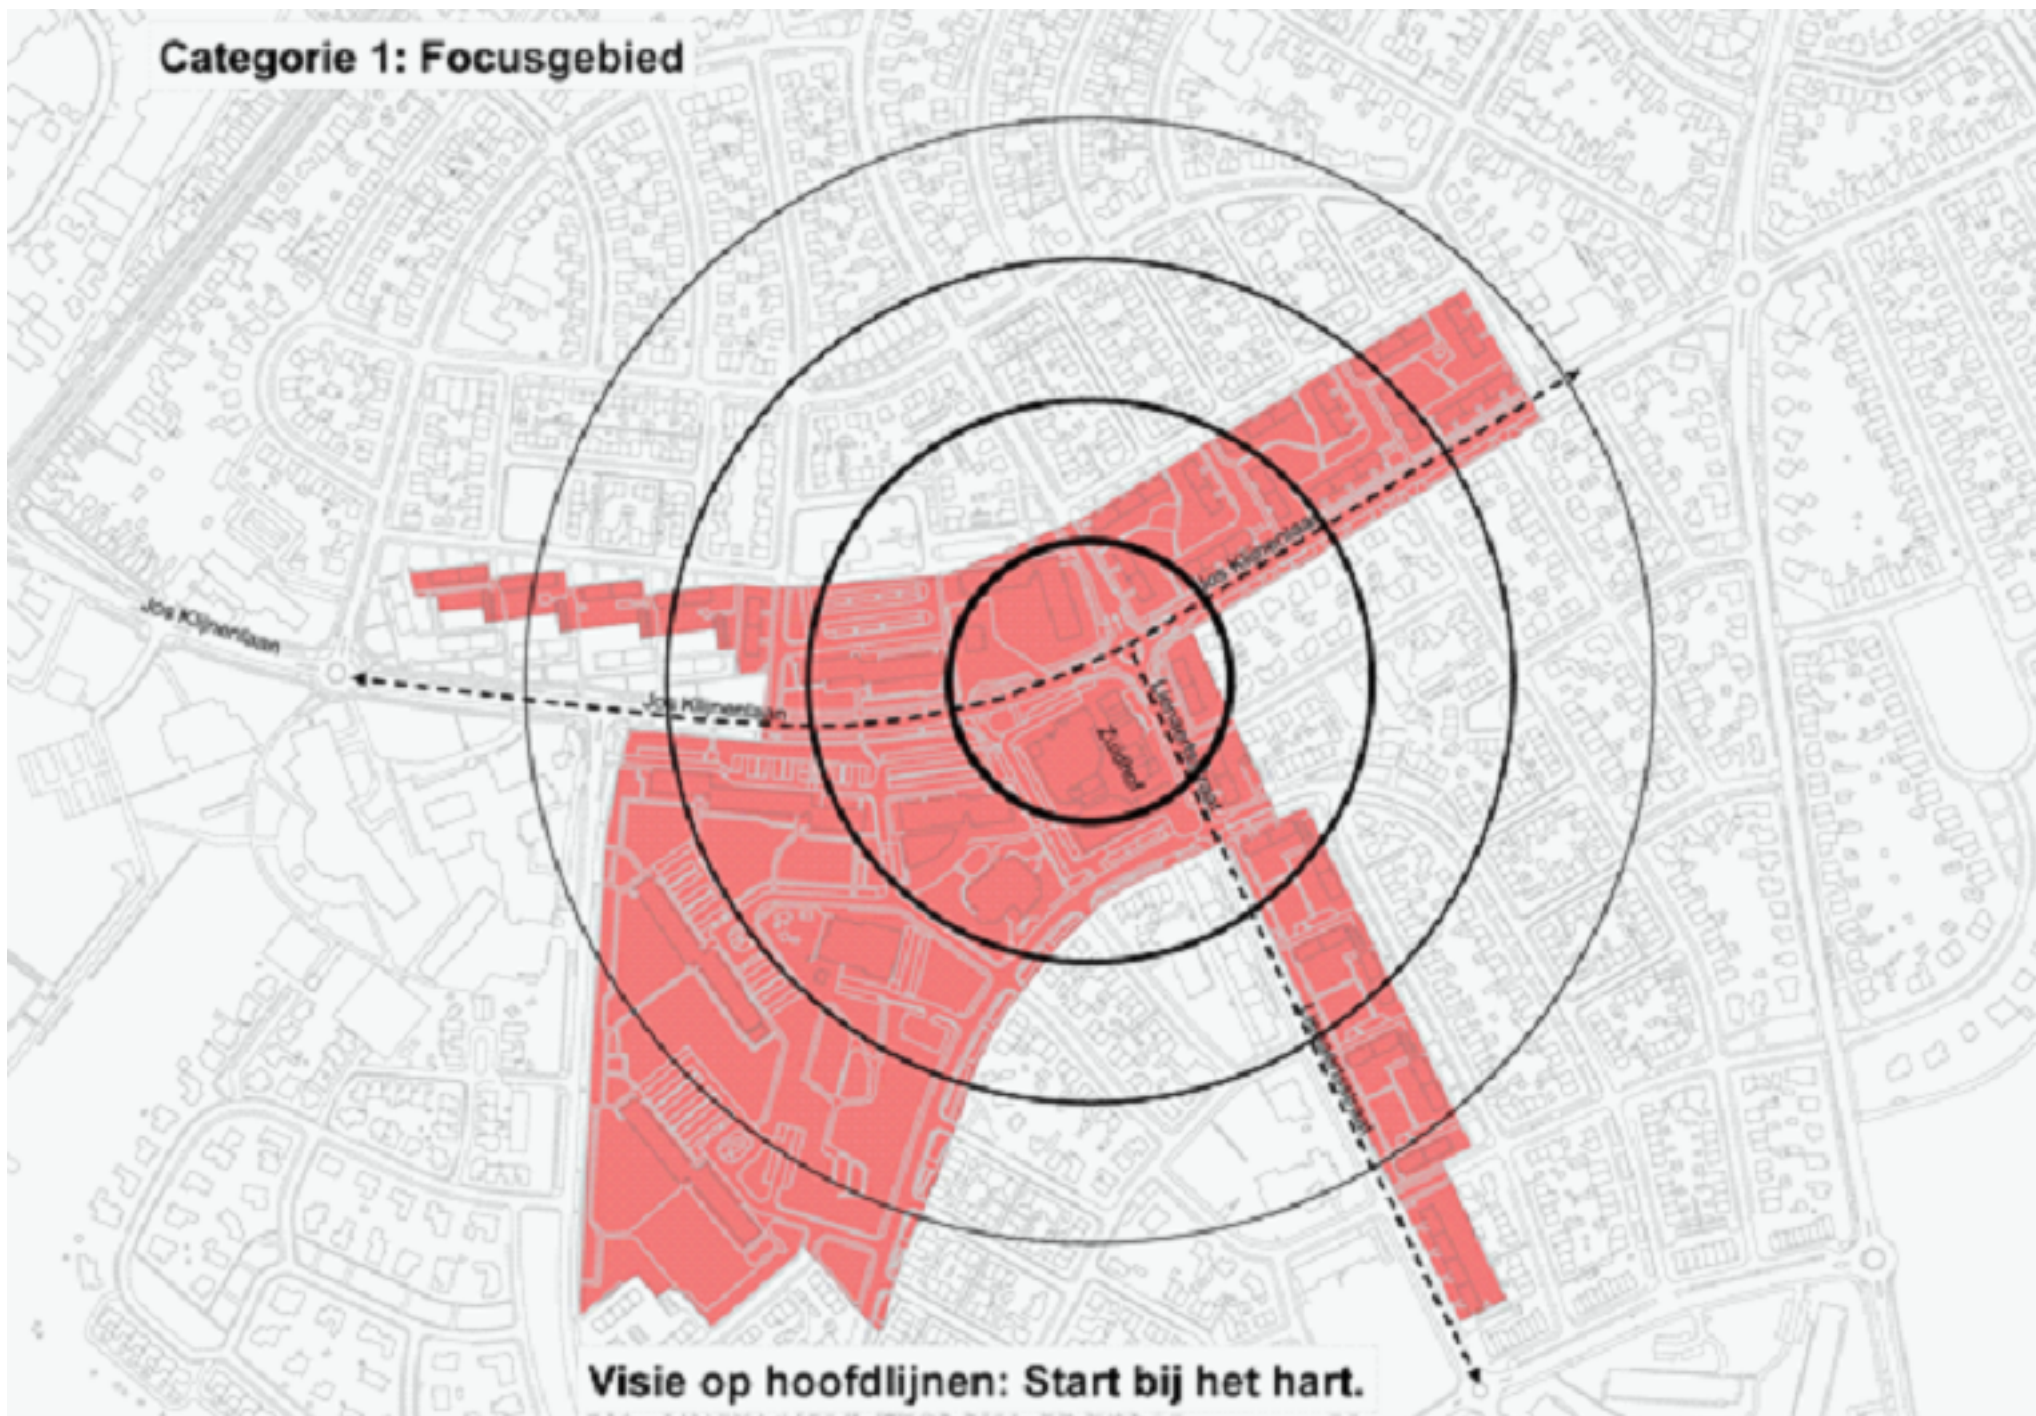 Categorie 1: Focusgebied
Jos Klijnenlaan
Jos Klijnenlaan
Jos Klijnenlaan
Zuidhof
Visie op hoofdlijnen: Start bij het hart.